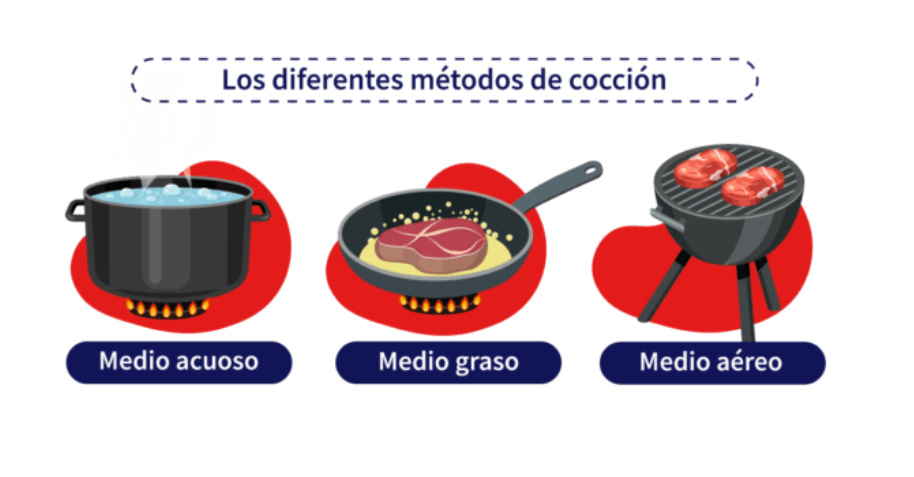 Los diferentes métodos de cocción
Medio acuoso
Medio graso
Medio aéreo